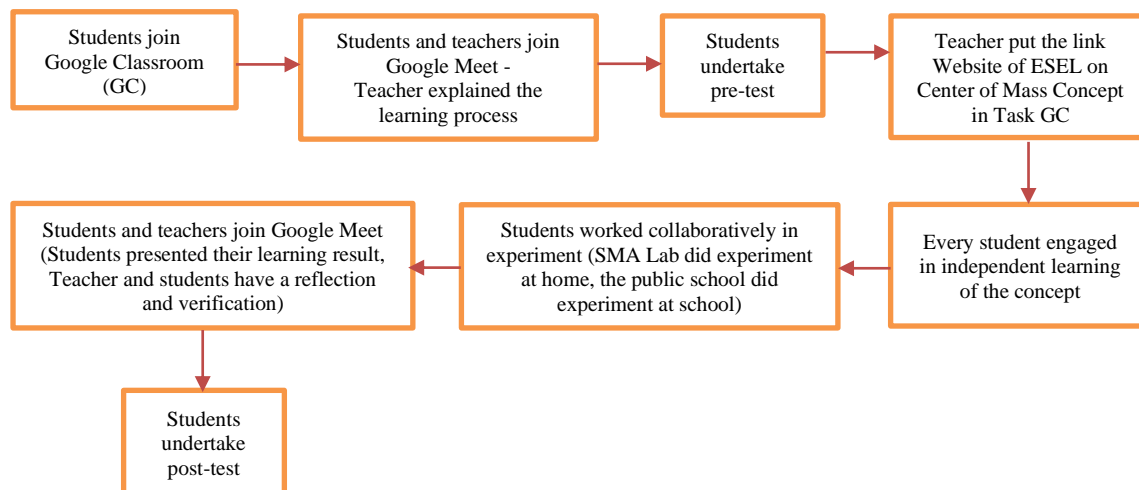 Students join
Google Classroom
(GC)
Students and teachers join
Google Meet -
Teacher explained the
learning process
Students
undertake
pre-test
Teacher put the link
Website of ESEL on
Center of Mass Concept
in Task GC
Every student engaged
in independent learning
of the concept
Students worked collaboratively in
experiment (SMA Lab did experiment
at home, the public school did
experiment at school)
Students and teachers join Google Meet
(Students presented their learning result,
Teacher and students have a reflection
and verification)
Students
undertake
post-test